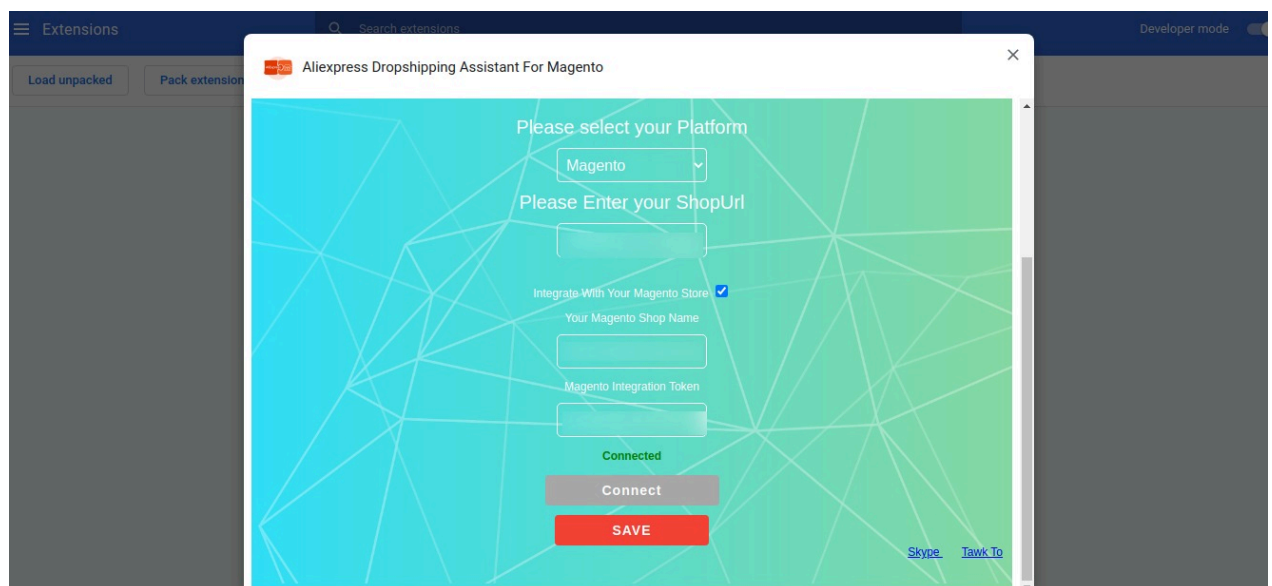 Extensions
Search extensions
Developer mode
Load unpacked
Pack extension
Aliexpress Dropshipping Assistant For Magento
Please select your Platform
Magento
Please Enter your ShopUrl
Integrate With Your Magento Store
Your Magento Shop Name
Magento Integration Token
Connected
Connect
SAVE
Skype Tawk To